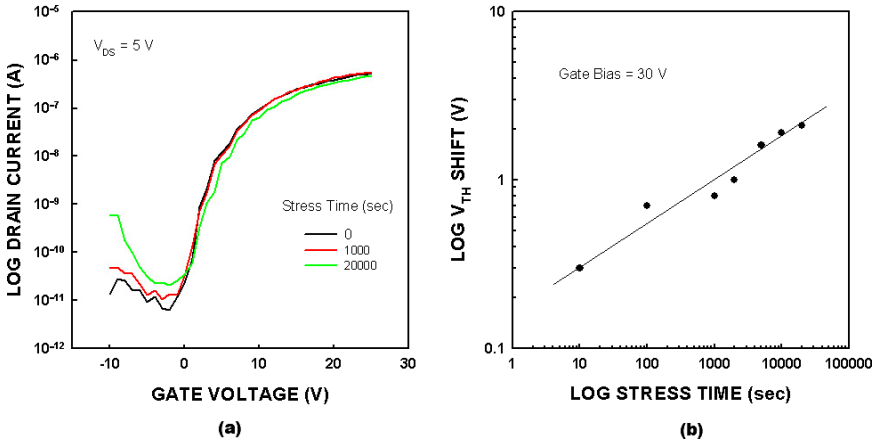 LOG DRAIN CURRENT (A)
10-5
10-6
10-7
10-8
10-9
10-10
10-11
10-12
VDS = 5 V
Stress Time (sec)
0
1000
20000
-10 0 10 20 30
GATE VOLTAGE (V)
(a)
LOG VTH SHIFT (V)
10
1
0.1
Gate Bias = 30 V
1 10 100 1000 10000 100000
LOG STRESS TIME (sec)
(b)